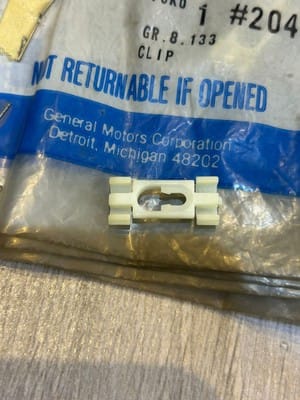 1 #204
GR.8.133
CLIP
NOT RETURNABLE IF OPENED
General Motors Corporation
Detroit, Michigan 48202